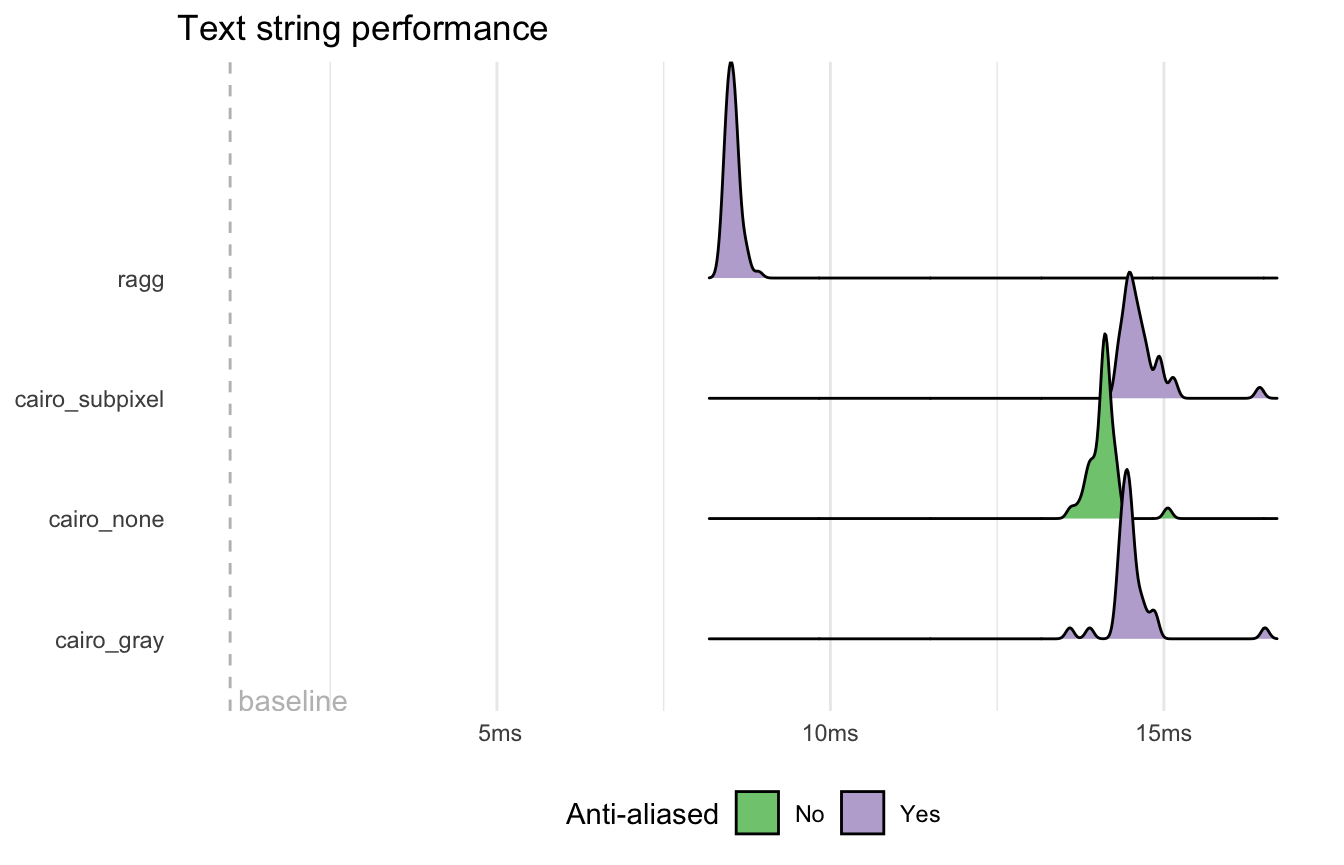 Text string performance
ragg
cairo_subpixel
cairo_none
cairo_gray
baseline
5ms 10ms 15ms
Anti-aliased No Yes